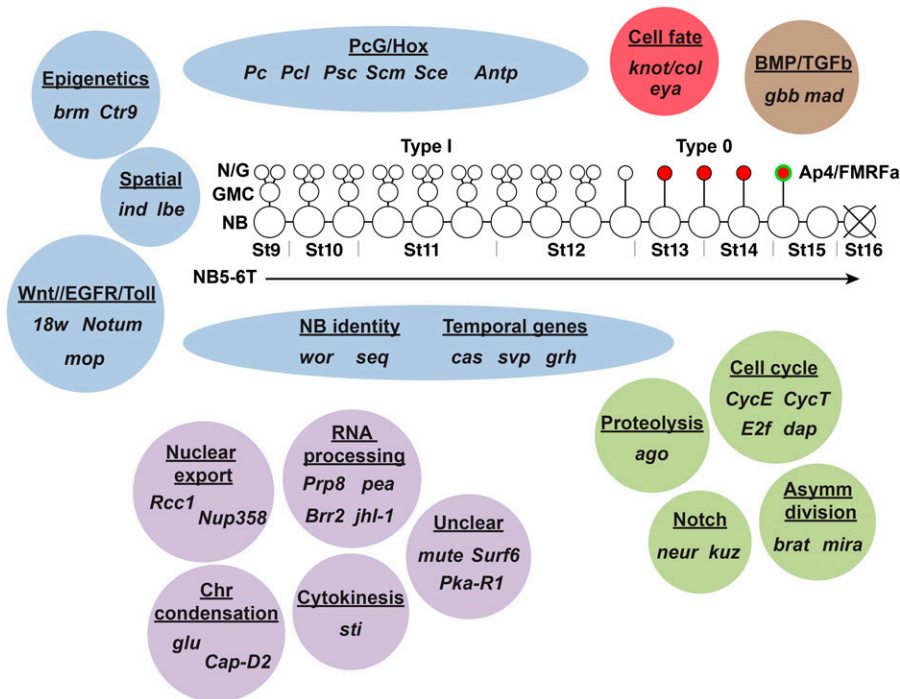 PcG/Hox
Pc Pcl Psc Scm Sce Antp
Cell fate
knot/col
eya
BMP/TGFb
gbb mad
Epigenetics
brm Ctr9
Spatial
ind lbe
Wnt//EGFR/Toll
18w Notum
mop
Type I Type 0
N/G
Ap4/FMRFa
GMC
NB
St9 St10 St11 St12 St13 St14 St15 St16
NB5-6T
NB identity
wor seq
Temporal genes
cas svp grh
Cell cycle
CycE CycT
E2f dap
Proteolysis
ago
Asymm
division
brat mira
Notch
neur kuz
Nuclear
export
Rcc1
Nup358
RNA
processing
Prp8 pea
Brr2 jhl-1
Unclear
mute Surf6
Pka-R1
Chr
condensation
glu
Cap-D2
Cytokinesis
sti